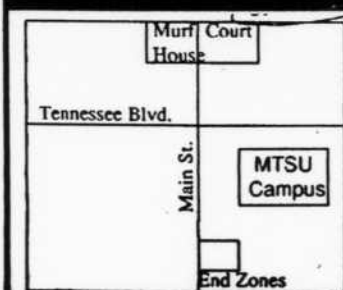 Murf Court
House
Tennessee Blvd.
Main St.
MTSU
Campus
End Zones